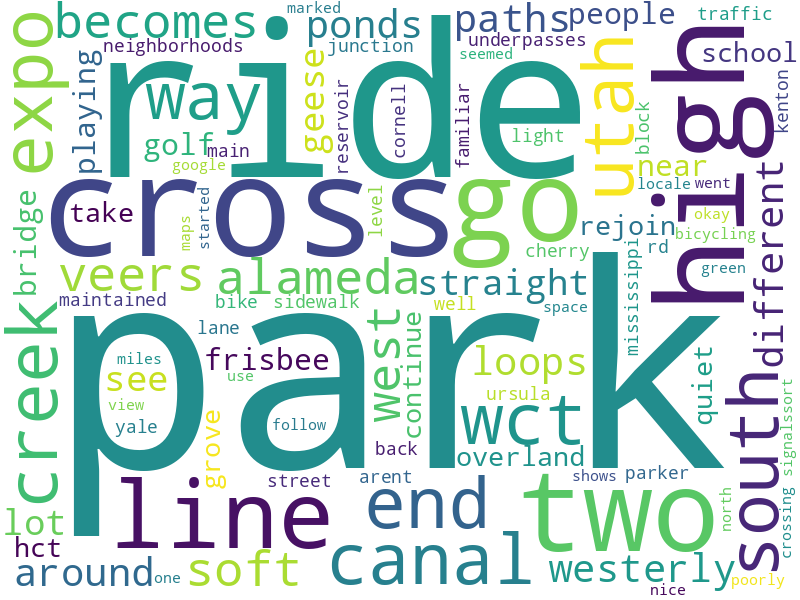 marked
becomes
ponds
paths
people
traffic
neighborhoods
junction
underpasses
seemed
school
expo
playing
ride
way
geese
utah
high
kenton
golf
main
google
reservoir
cornell
familiar
light
block
near
locale
went
take
cross
go
level
started
maps
bridge
rejoin
okay
bicycling
rd
cherry
different
veers
alameda
straight
mississippi
green
maintained
bike
sidewalk
well
space
creek
lane
park
west
continue
miles
frisbee
loops
quiet
see
use
ursula
view
yale
follow
wct
grove
back
overland
south
signalssort
street
arent
shows
parker
lot
line
end
two
north
crossing
hct
canal
around
one
soft
westerly
poorly
nice